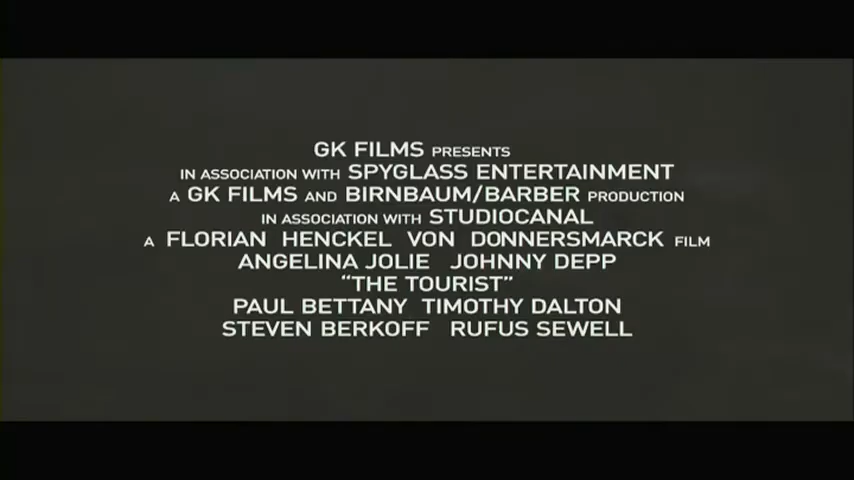 GK FILMS PRESENTS
IN ASSOCIATION WITH SPYGLASS ENTERTAINMENT
A GK FILMS AND BIRNBAUM/BARBER PRODUCTION
IN ASSOCIATION WITH STUDIOCANAL
A FLORIAN HENCKEL VON DONNERSMARCK FILM
ANGELINA JOLIE JOHNNY DEPP
“THE TOURIST”
PAUL BETTANY TIMOTHY DALTON
STEVEN BERKOFF RUFUS SEWELL